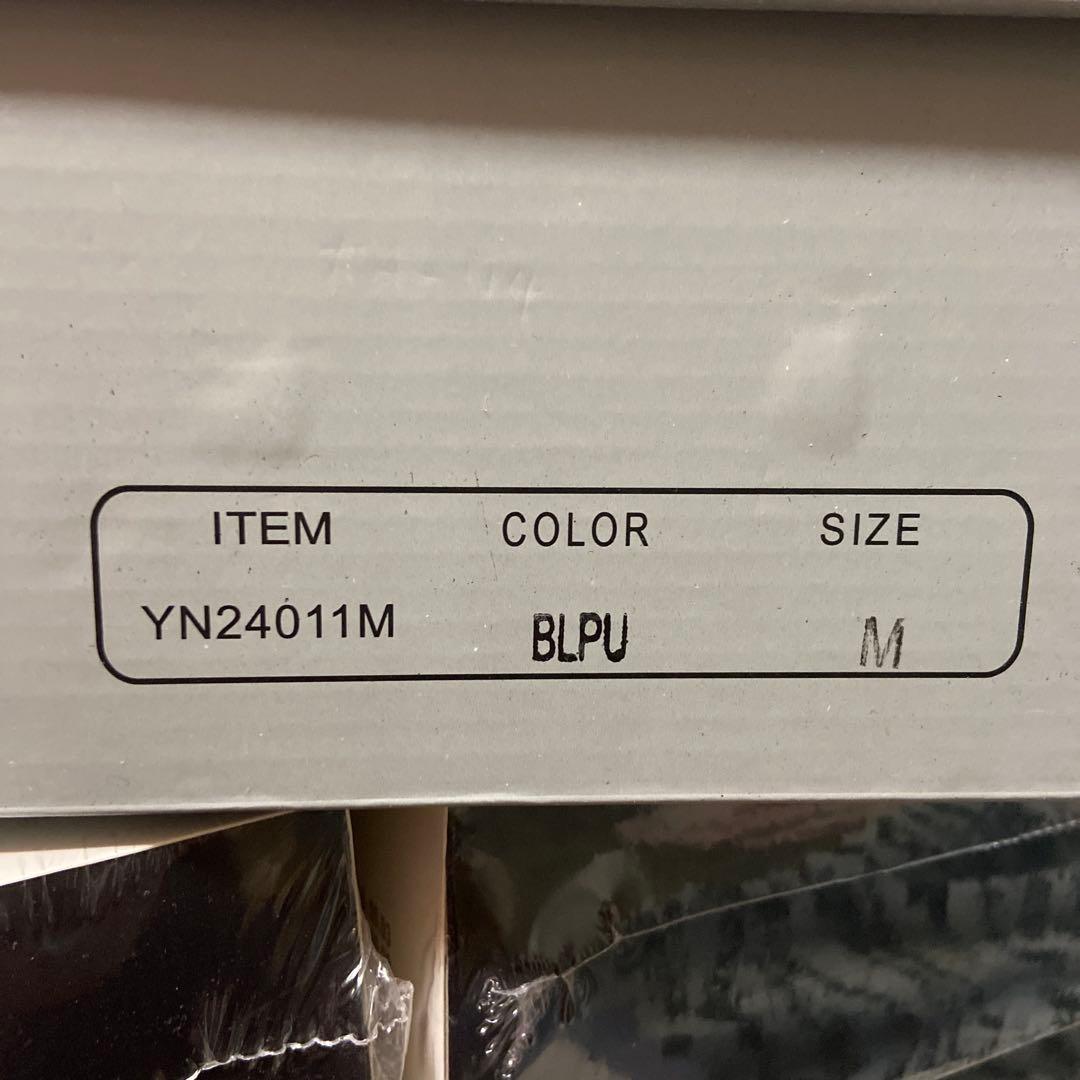 ITEM COLOR SIZE
YN24011M BLPU M